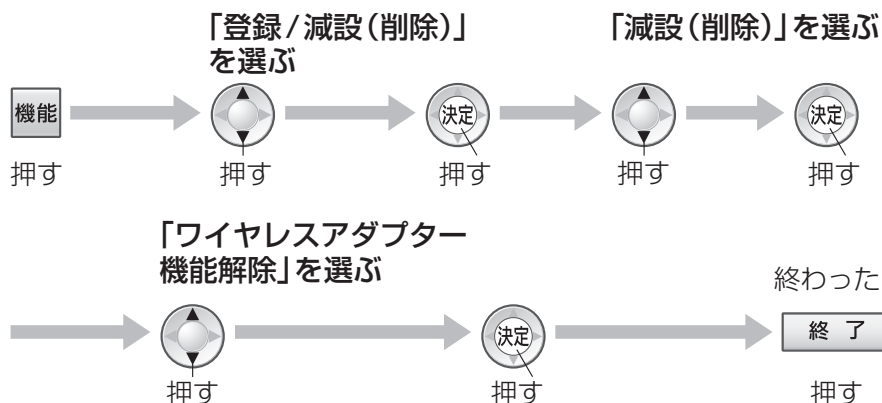 「登録/減設(削除)」
を選ぶ
「減設(削除)」を選ぶ
機能
決定
決定
押す
押す
押す
押す
押す
「ワイヤレスアダプター
機能解除」を選ぶ
終わった
決定
終 了
押す
押す
押す